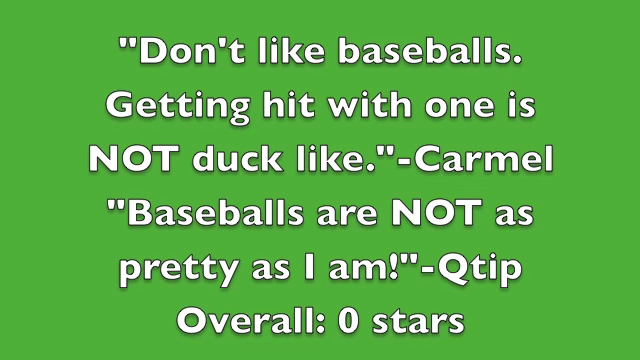 "Don't like baseballs.
Getting hit with one is
NOT duck like."-Carmel
"Baseballs are NOT as
pretty as I am!"-Qtip
Overall: 0 stars